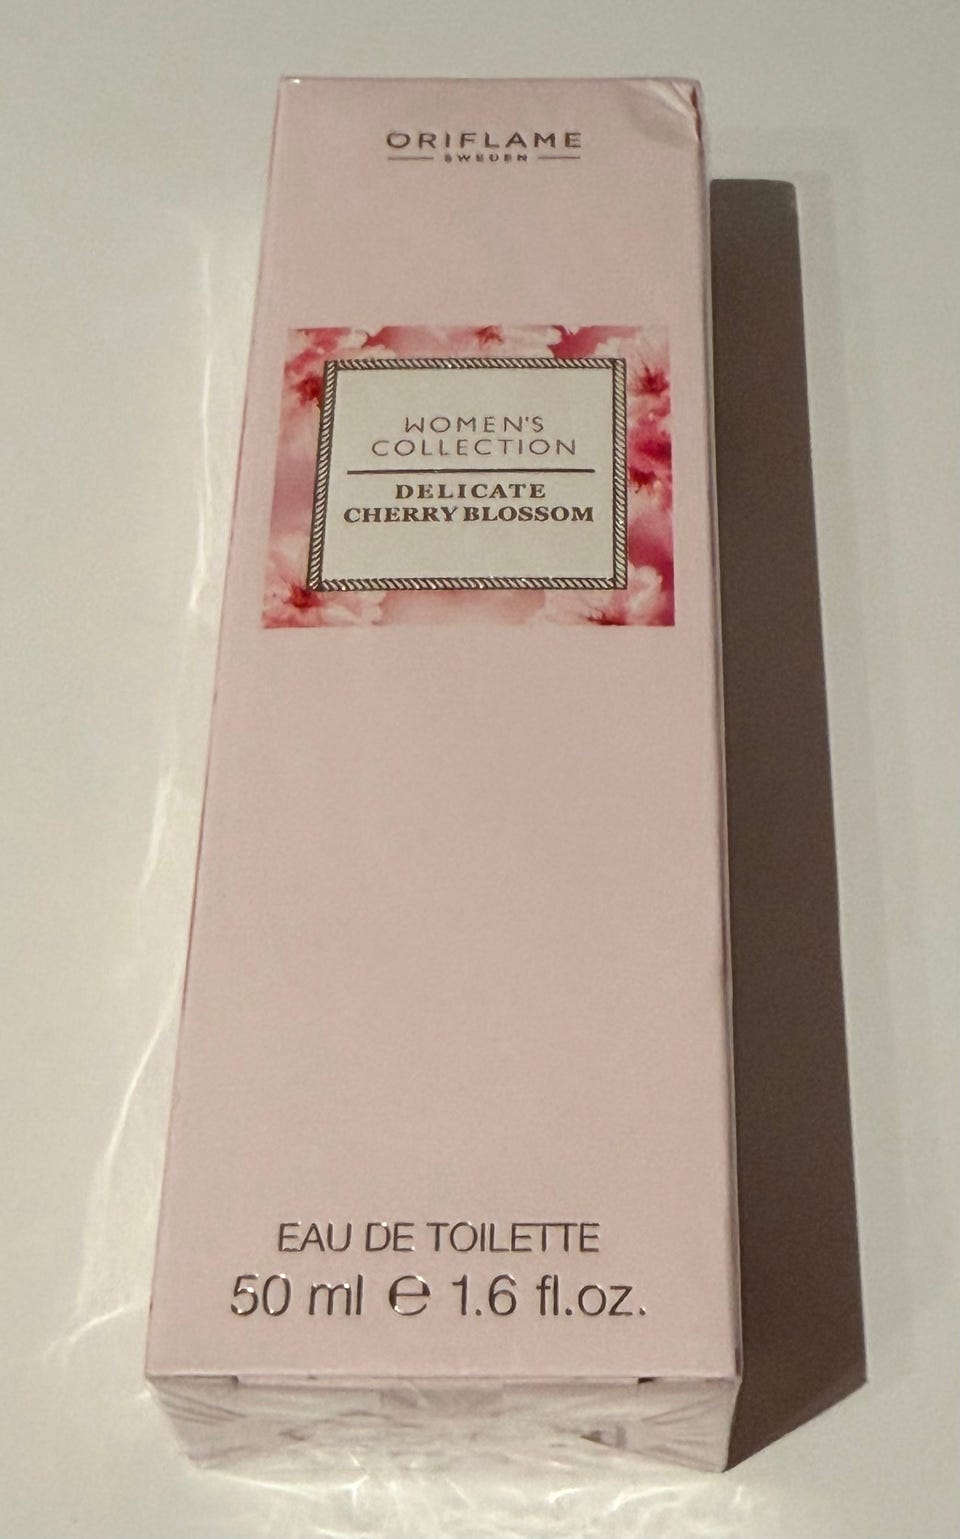 ORIFLAME
SWEDEN
WOMEN'S
COLLECTION
DELICATE
CHERRY BLOSSOM
EAU DE TOILETTE
50 ml ℮ 1.6 fl.oz.